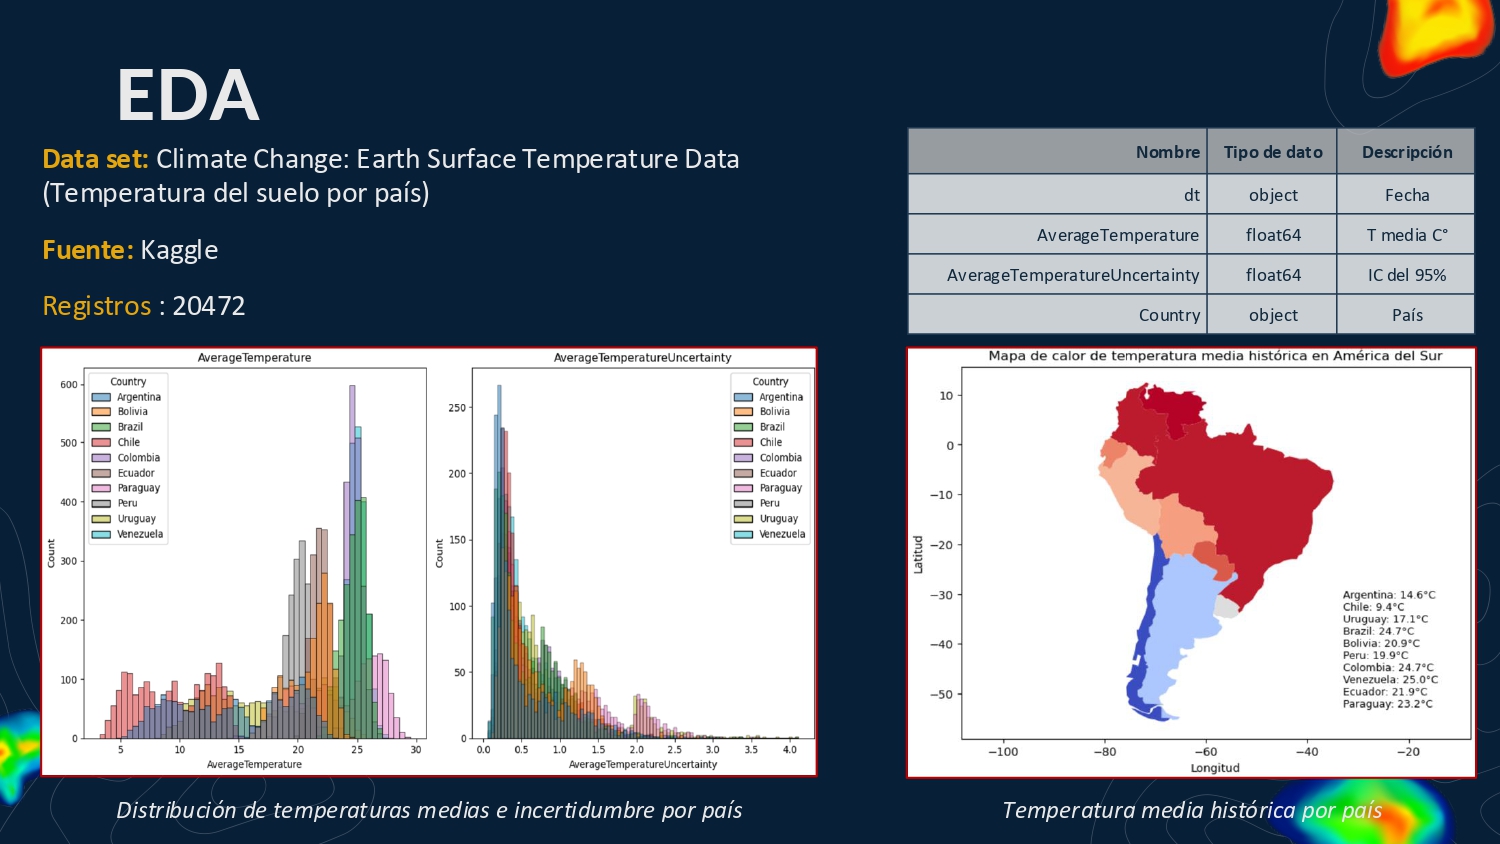 EDA
Data set: Climate Change: Earth Surface Temperature Data
(Temperatura del suelo por país)
Fuente: Kaggle
Registros : 20472
Nombre Tipo de dato Descripción
dt object Fecha
AverageTemperature float64 T media C°
AverageTemperatureUncertainty float64 IC del 95%
Country object País
AverageTemperature
Country
Argentina
Bolivia
Brazil
Chile
Colombia
Ecuador
Paraguay
Peru
Uruguay
Venezuela
600
500
400
300
200
100
0
Count
5 10 15 20 25 30
AverageTemperature
AverageTemperatureUncertainty
Country
Argentina
Bolivia
Brazil
Chile
Colombia
Ecuador
Paraguay
Peru
Uruguay
Venezuela
250
200
150
100
50
0
Count
0.0 0.5 1.0 1.5 2.0 2.5 3.0 3.5 4.0
AverageTemperatureUncertainty
Distribución de temperaturas medias e incertidumbre por país
Mapa de calor de temperatura media histórica en América del Sur
10
0
−10
−20
−30
−40
−50
Latitud
Argentina: 14.6°C
Chile: 9.4°C
Uruguay: 17.1°C
Brazil: 24.7°C
Bolivia: 20.9°C
Peru: 19.9°C
Colombia: 24.7°C
Venezuela: 25.0°C
Ecuador: 21.9°C
Paraguay: 23.2°C
−100 −80 −60 −40 −20
Longitud
Temperatura media histórica por país